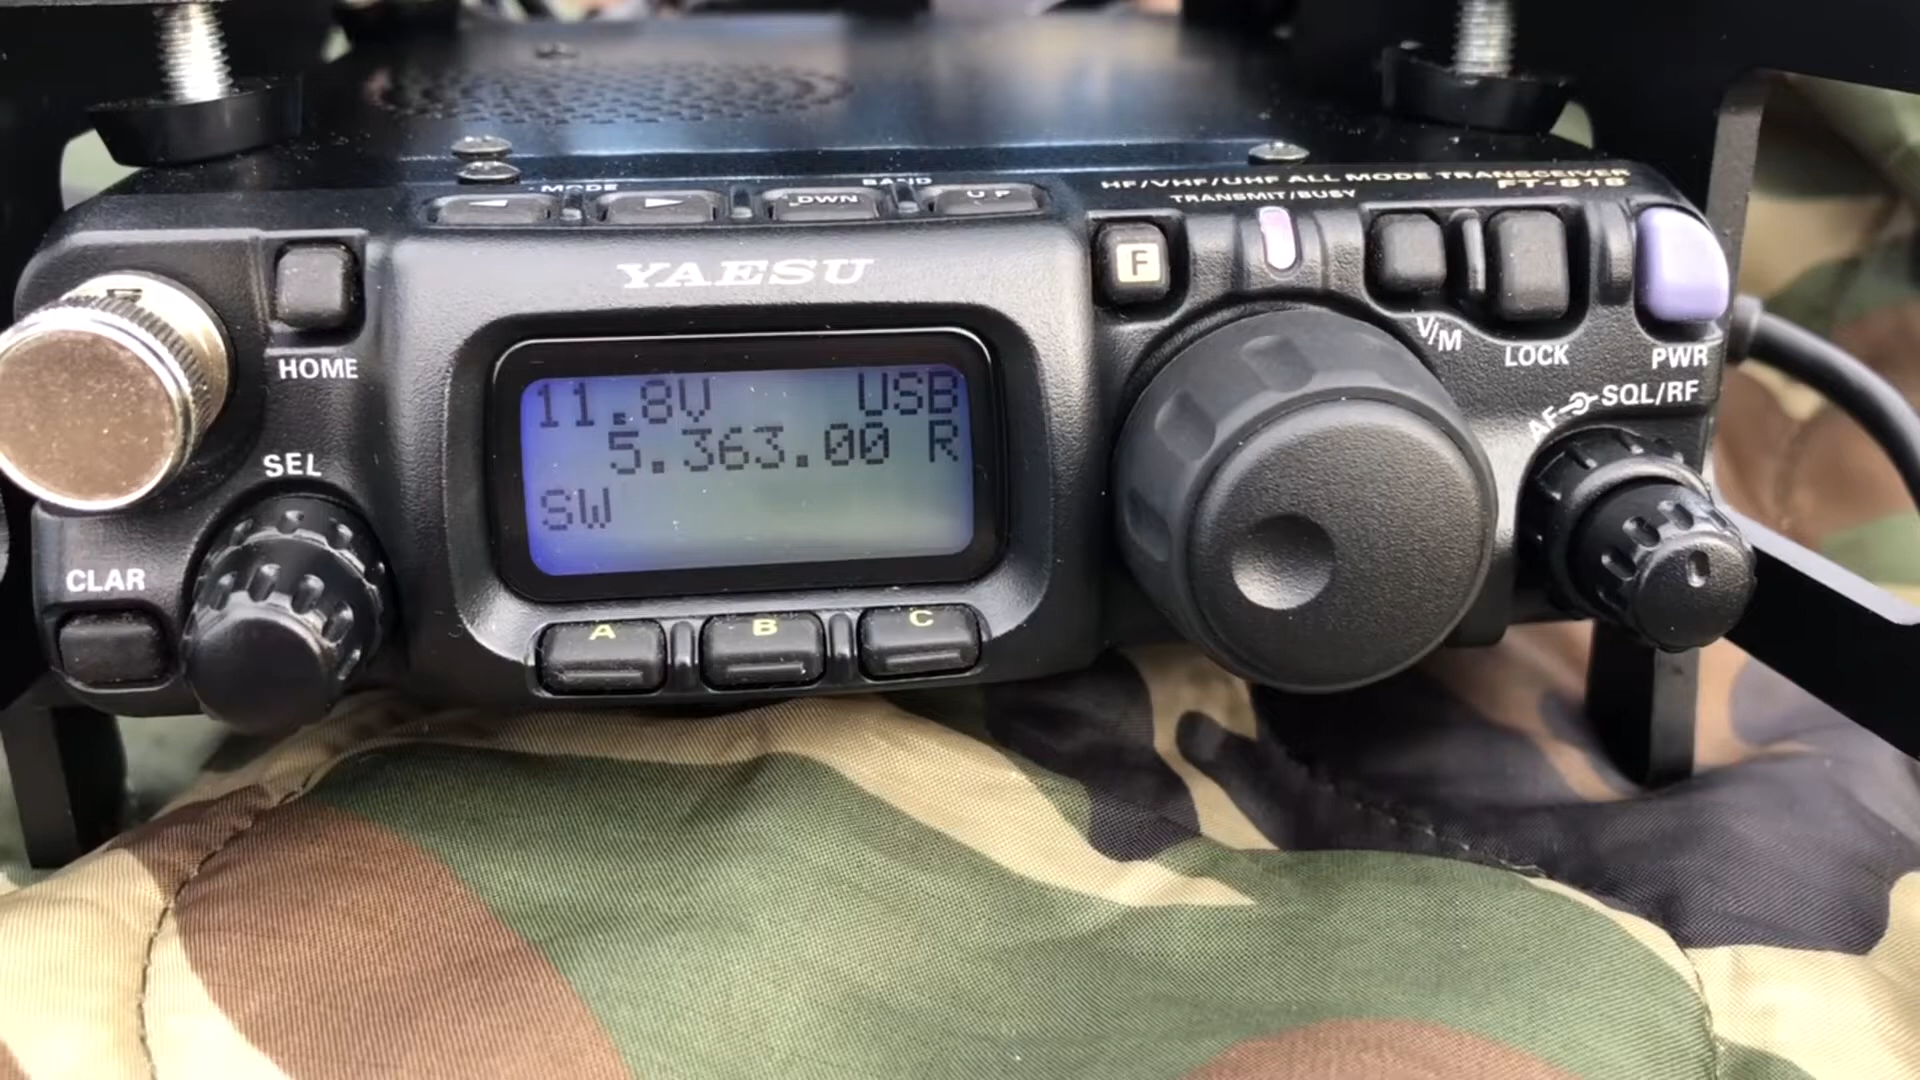 MODE
BAND
HF/VHF/UHF ALL MODE TRANSCEIVER
FT-818
DWN
UP
TRANSMIT/BUSY
F
YAESU
HOME
V/M
LOCK
PWR
11.8V USB
5.363.00 R
SW
AF SQL/RF
SEL
CLAR
A
B
C